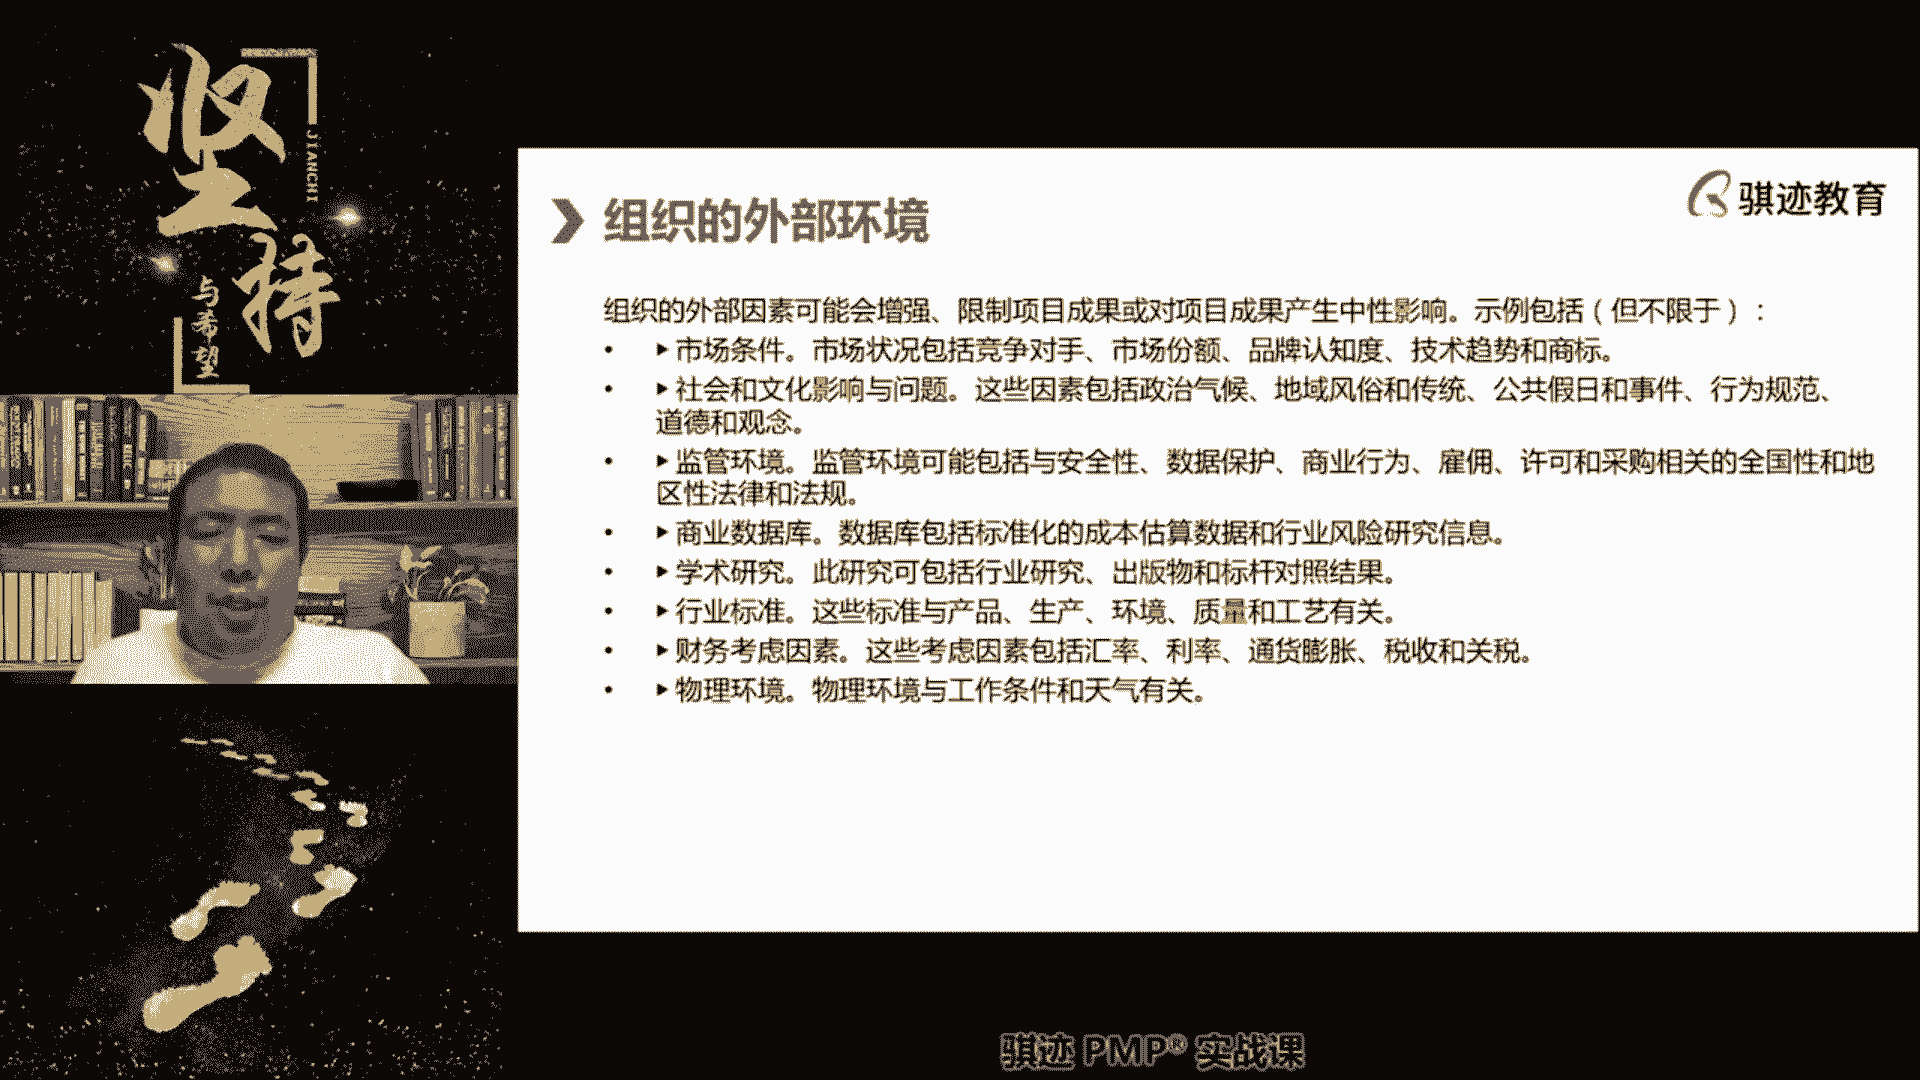 坚持
JIANCHI
与希望
骐迹教育
组织的外部环境
组织的外部因素可能会增强、限制项目成果或对项目成果产生中性影响。示例包括（但不限于）：
• ▶市场条件。市场状况包括竞争对手、市场份额、品牌认知度、技术趋势和商标。
• ▶社会和文化影响与问题。这些因素包括政治气候、地域风俗和传统、公共假日和事件、行为规范、
道德和观念。
• ▶监管环境。监管环境可能包括与安全性、数据保护、商业行为、雇佣、许可和采购相关的全国性和地
区性法律和法规。
• ▶商业数据库。数据库包括标准化的成本估算数据和行业风险研究信息。
• ▶学术研究。此研究可包括行业研究、出版物和标杆对照结果。
• ▶行业标准。这些标准与产品、生产、环境、质量和工艺有关。
• ▶财务考虑因素。这些考虑因素包括汇率、利率、通货膨胀、税收和关税。
• ▶物理环境。物理环境与工作条件和天气有关。
骐迹 PMP® 实战课